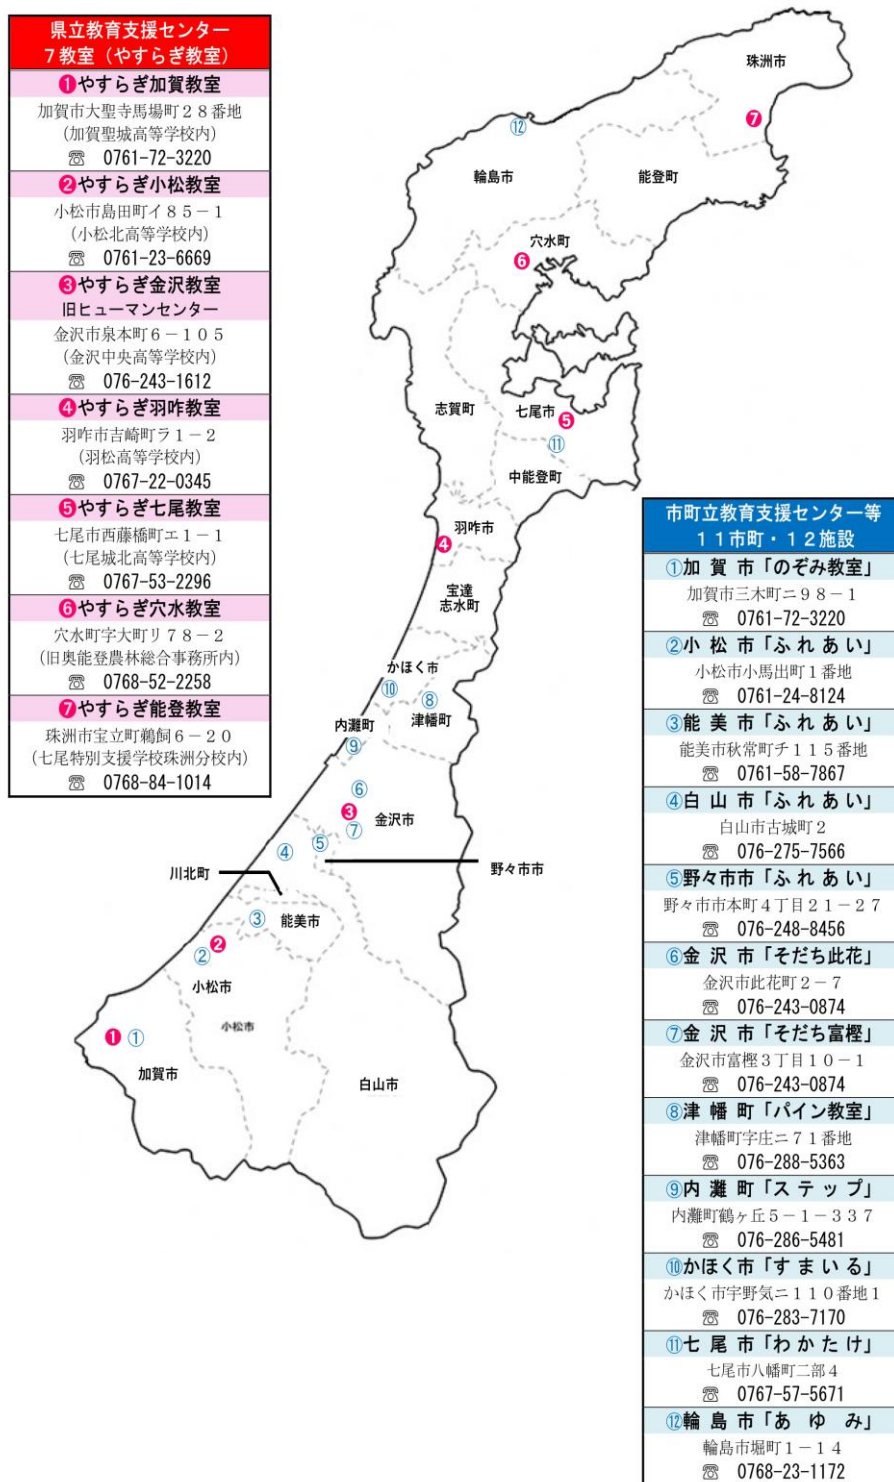 県立教育支援センター
7教室（やすらぎ教室）
❶やすらぎ加賀教室
加賀市大聖寺馬場町２８番地
(加賀聖城高等学校内)
☏ 0761-72-3220
❷やすらぎ小松教室
小松市島田町イ８５－１
(小松北高等学校内)
☏ 0761-23-6669
❸やすらぎ金沢教室
旧ヒューマンセンター
金沢市泉本町６－１０５
(金沢中央高等学校内)
☏ 076-243-1612
❹やすらぎ羽咋教室
羽咋市吉崎町ラ１－２
(羽松高等学校内)
☏ 0767-22-0345
❺やすらぎ七尾教室
七尾市西藤橋町エ１－１
(七尾城北高等学校内)
☏ 0767-53-2296
❻やすらぎ穴水教室
穴水町字大町リ７８－２
(旧奥能登農林総合事務所内)
☏ 0768-52-2258
❼やすらぎ能登教室
珠洲市宝立町鵜飼６－２０
(七尾特別支援学校珠洲分校内)
☏ 0768-84-1014
珠洲市
❼
⑫
輪島市
能登町
穴水町
❻
志賀町
七尾市
❺
⑪
中能登町
羽咋市
❹
宝達
志水町
かほく市
⑩
⑧
内灘町
津幡町
⑨
⑥
❸
金沢市
⑦
⑤
④
野々市市
川北町
③
能美市
❷
②
小松市
小松市
❶
①
加賀市
白山市
市町立教育支援センター等
１１市町・１２施設
①加賀市「のぞみ教室」
加賀市三木町ニ９８－１
☏ 0761-72-3220
②小松市「ふれあい」
小松市小馬出町１番地
☏ 0761-24-8124
③能美市「ふれあい」
能美市秋常町チ１１５番地
☏ 0761-58-7867
④白山市「ふれあい」
白山市古城町２
☏ 076-275-7566
⑤野々市市「ふれあい」
野々市市本町４丁目２１－２７
☏ 076-248-8456
⑥金沢市「そだち此花」
金沢市此花町２－７
☏ 076-243-0874
⑦金沢市「そだち富樫」
金沢市富樫３丁目１０－１
☏ 076-243-0874
⑧津幡町「パイン教室」
津幡町字庄ニ７１番地
☏ 076-288-5363
⑨内灘町「ステップ」
内灘町鶴ヶ丘５－１－３３７
☏ 076-286-5481
⑩かほく市「すまいる」
かほく市宇野気ニ１１０番地１
☏ 076-283-7170
⑪七尾市「わかたけ」
七尾市八幡町二部４
☏ 0767-57-5671
⑫輪島市「あゆみ」
輪島市堀町１－１４
☏ 0768-23-1172